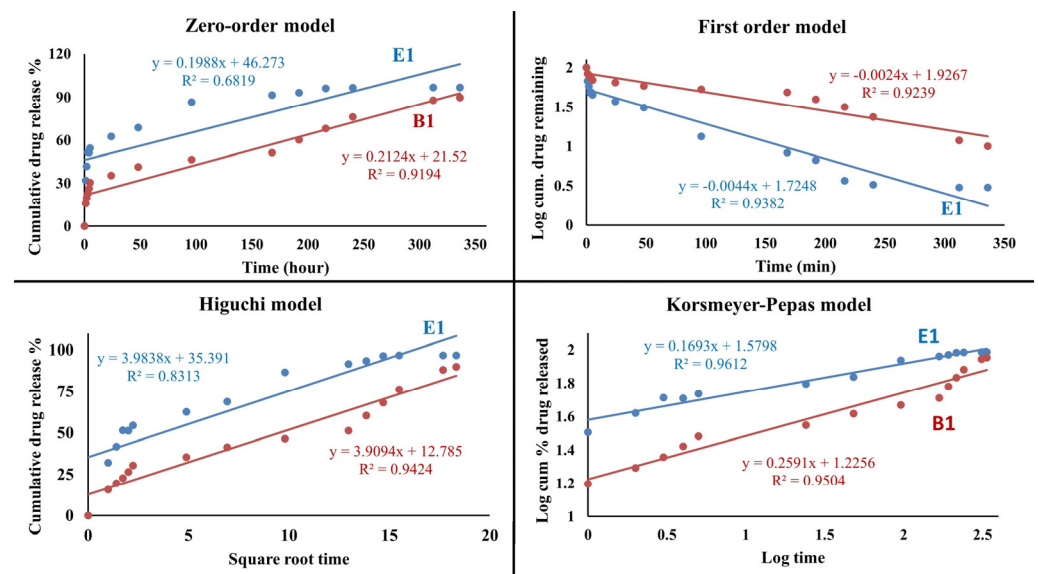 Zero-order model
Cumulative drug release %
120
90
60
30
0
y = 0.1988x + 46.273
R² = 0.6819
E1
B1
y = 0.2124x + 21.52
R² = 0.9194
0 50 100 150 200 250 300 350
Time (hour)
First order model
Log cum. drug remaining
2
1.5
1
0.5
0
y = -0.0024x + 1.9267
R² = 0.9239
y = -0.0044x + 1.7248
R² = 0.9382
E1
0 50 100 150 200 250 300 350
Time (min)
Higuchi model
Cumulative drug release %
100
75
50
25
0
y = 3.9838x + 35.391
R² = 0.8313
E1
y = 3.9094x + 12.785
R² = 0.9424
0 5 10 15 20
Square root time
Korsmeyer-Pepas model
Log cum % drug released
2
1.8
1.6
1.4
1.2
1
y = 0.1693x + 1.5798
R² = 0.9612
E1
B1
y = 0.2591x + 1.2256
R² = 0.9504
0 0.5 1 1.5 2 2.5
Log time